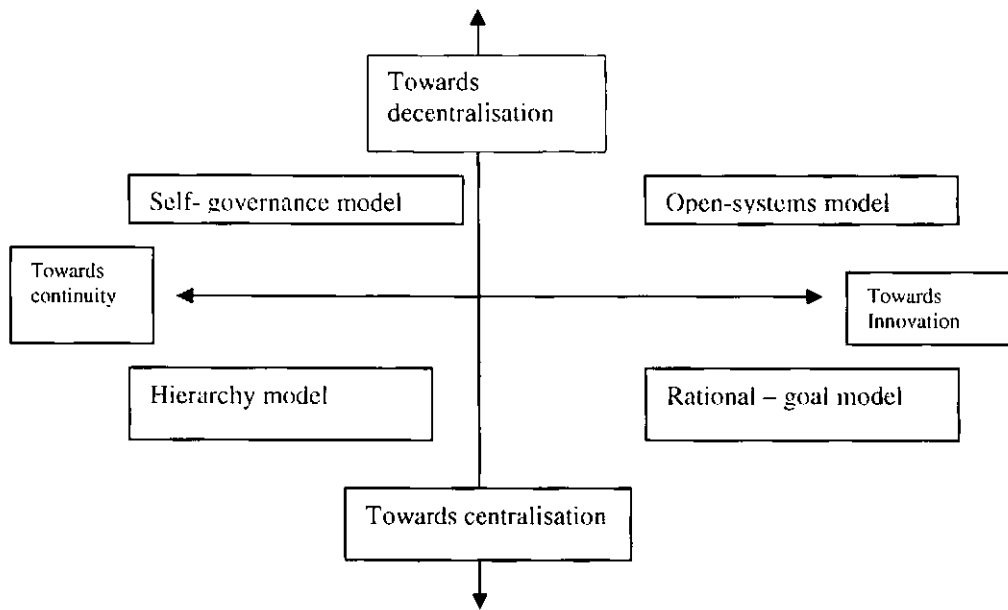 Towards
decentralisation
Self- governance model
Open-systems model
Towards
continuity
Towards
Innovation
Hierarchy model
Rational – goal model
Towards centralisation